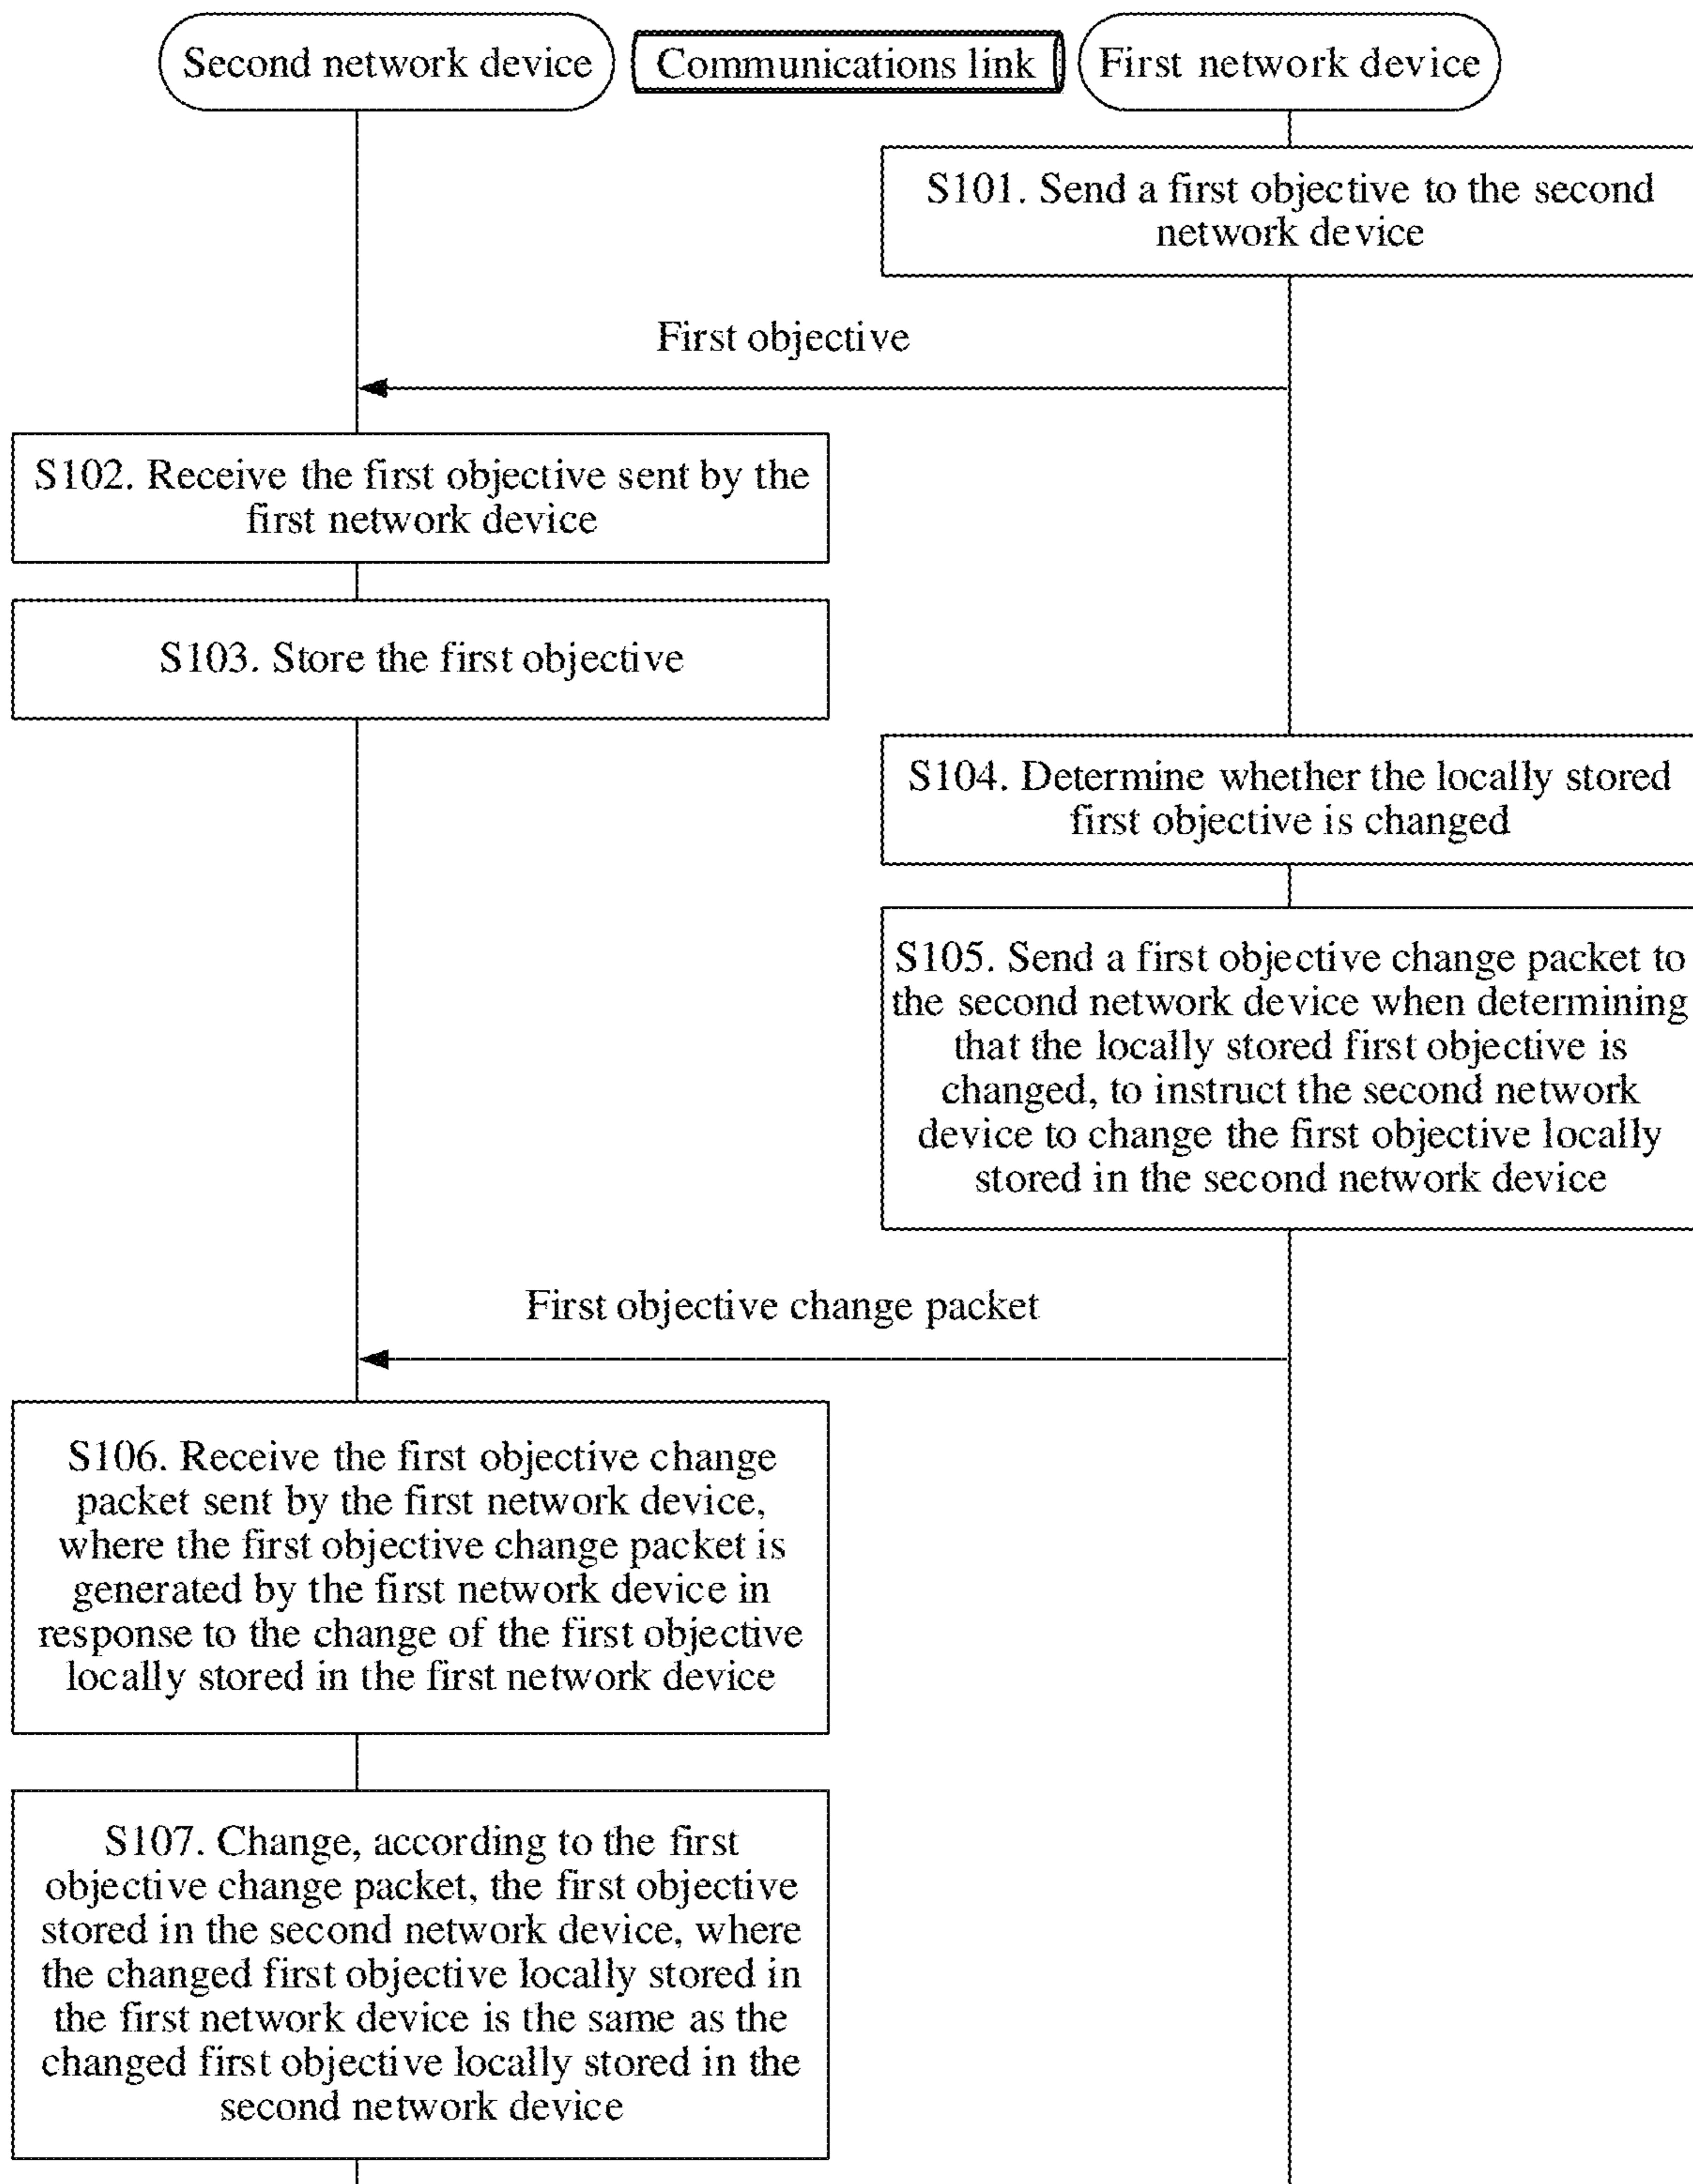 Second network device
Communications link
First network device
S101. Send a first objective to the second
network device
First objective
S102. Receive the first objective sent by the
first network device
S103. Store the first objective
S104. Determine whether the locally stored
first objective is changed
S105. Send a first objective change packet to
the second network device when determining
that the locally stored first objective is
changed, to instruct the second network
device to change the first objective locally
stored in the second network device
First objective change packet
S106. Receive the first objective change
packet sent by the first network device,
where the first objective change packet is
generated by the first network device in
response to the change of the first objective
locally stored in the first network device
S107. Change, according to the first
objective change packet, the first objective
stored in the second network device, where
the changed first objective locally stored in
the first network device is the same as the
changed first objective locally stored in the
second network device